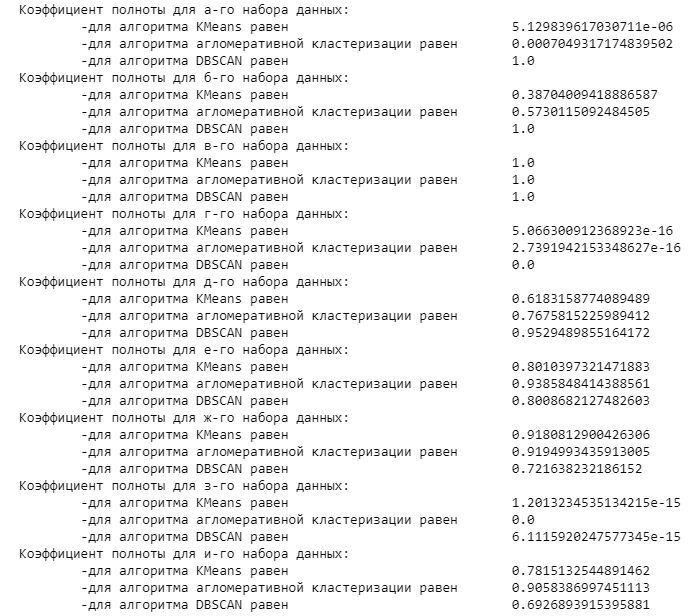 Коэффициент полноты для а-го набора данных:
-для алгоритма KMeans равен 5.129839617030711e-06
-для алгоритма агломеративной кластеризации равен 0.0007049317174839502
-для алгоритма DBSCAN равен 1.0
Коэффициент полноты для б-го набора данных:
-для алгоритма KMeans равен 0.38704009418886587
-для алгоритма агломеративной кластеризации равен 0.5730115092484505
-для алгоритма DBSCAN равен 1.0
Коэффициент полноты для в-го набора данных:
-для алгоритма KMeans равен 1.0
-для алгоритма агломеративной кластеризации равен 1.0
-для алгоритма DBSCAN равен 1.0
Коэффициент полноты для г-го набора данных:
-для алгоритма KMeans равен 5.066300912368923e-16
-для алгоритма агломеративной кластеризации равен 2.7391942153348627e-16
-для алгоритма DBSCAN равен 0.0
Коэффициент полноты для д-го набора данных:
-для алгоритма KMeans равен 0.6183158774089489
-для алгоритма агломеративной кластеризации равен 0.7675815225989412
-для алгоритма DBSCAN равен 0.9529489855164172
Коэффициент полноты для е-го набора данных:
-для алгоритма KMeans равен 0.8010397321471883
-для алгоритма агломеративной кластеризации равен 0.9385848414388561
-для алгоритма DBSCAN равен 0.8008682127482603
Коэффициент полноты для ж-го набора данных:
-для алгоритма KMeans равен 0.9180812900426306
-для алгоритма агломеративной кластеризации равен 0.9194993435913005
-для алгоритма DBSCAN равен 0.721638232186152
Коэффициент полноты для з-го набора данных:
-для алгоритма KMeans равен 1.2013234535134215e-15
-для алгоритма агломеративной кластеризации равен 0.0
-для алгоритма DBSCAN равен 6.1115920247577345e-15
Коэффициент полноты для и-го набора данных:
-для алгоритма KMeans равен 0.7815132544891462
-для алгоритма агломеративной кластеризации равен 0.9058386997451113
-для алгоритма DBSCAN равен 0.6926893915395881